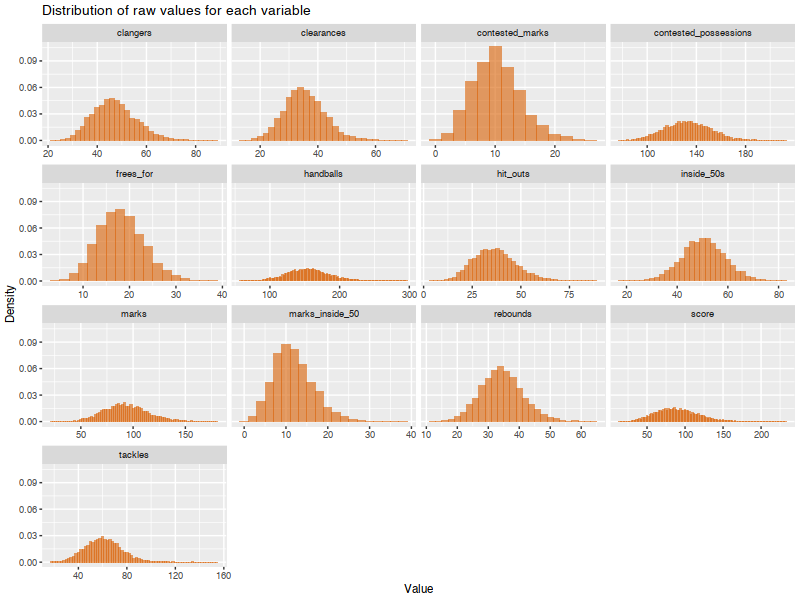 Distribution of raw values for each variable
clangers clearances contested_marks contested_possessions
0.09
0.06
0.03
0.00
20 40 60 80 20 40 60 0 10 20 100 140 180
frees_for handballs hit_outs inside_50s
0.09
0.06
0.03
0.00
10 20 30 40 100 200 300 0 25 50 75 20 40 60 80
marks marks_inside_50 rebounds score
0.09
0.06
0.03
0.00
50 100 150 0 10 20 30 40 10 20 30 40 50 60 50 100 150 200
tackles
0.09
0.06
0.03
0.00
40 80 120 160
Density
Value